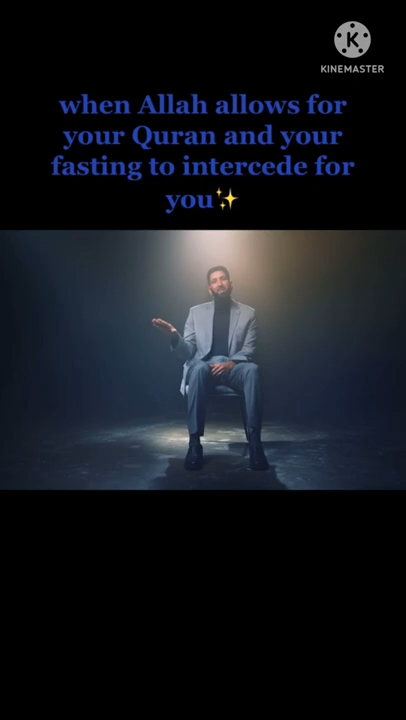 KINEMASTER
when Allah allows for
your Quran and your
fasting to intercede for
you✨